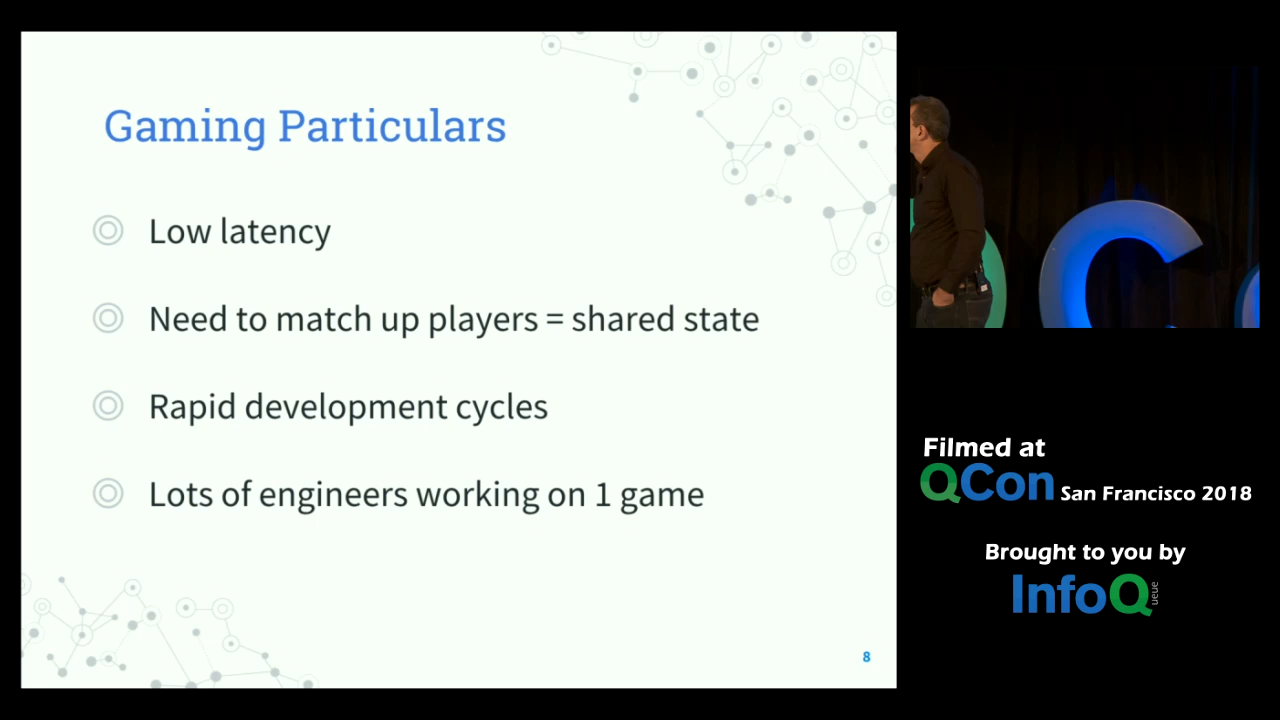 Gaming Particulars
Low latency
Need to match up players = shared state
Rapid development cycles
Lots of engineers working on 1 game
8
Filmed at
QCon San Francisco 2018
Brought to you by
InfoQ
ueue